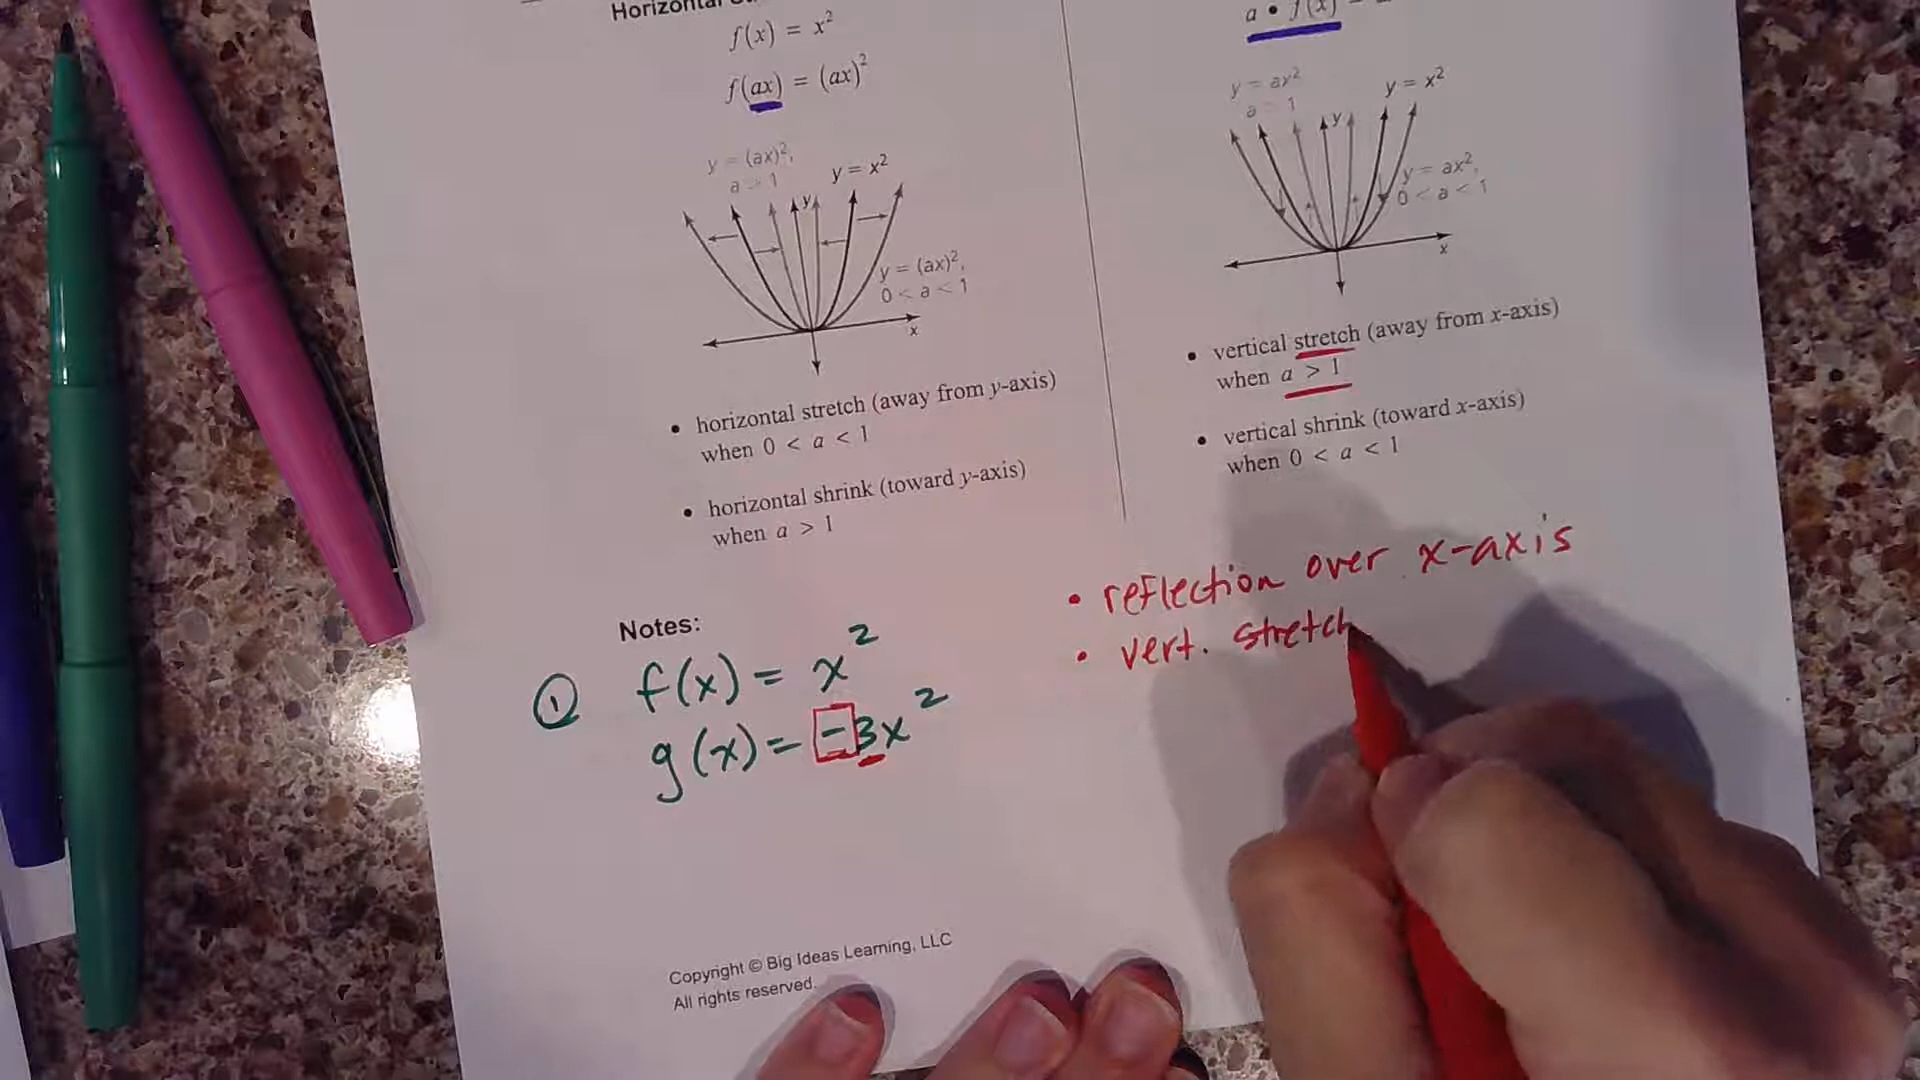 Horizontal
f(x) = x²
f(ax) = (ax)²
y = (ax)²,
a > 1
y = x²
y
y = (ax)²,
0 < a < 1
x
• horizontal stretch (away from y-axis)
when 0 < a < 1
• horizontal shrink (toward y-axis)
when a > 1
a • f(x)
y = ax²
a > 1
y = x²
y
y = ax²,
0 < a < 1
x
• vertical stretch (away from x-axis)
when a > 1
• vertical shrink (toward x-axis)
when 0 < a < 1
Notes:
① f(x) = x²
g(x) = -3x²
• reflection over x-axis
• vert. stretch
Copyright © Big Ideas Learning, LLC
All rights reserved.